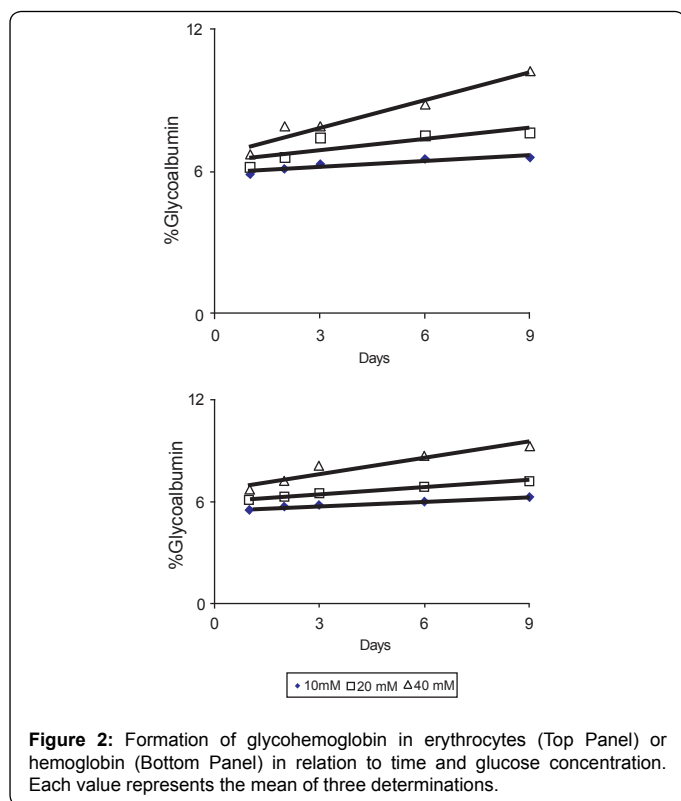 12
6
0
%Glycoalbumin
0
3
6
9
Days
12
6
0
%Glycoalbumin
0
3
6
9
Days
10mM 20 mM 40 mM
Figure 2: Formation of glycohemoglobin in erythrocytes (Top Panel) or
hemoglobin (Bottom Panel) in relation to time and glucose concentration.
Each value represents the mean of three determinations.